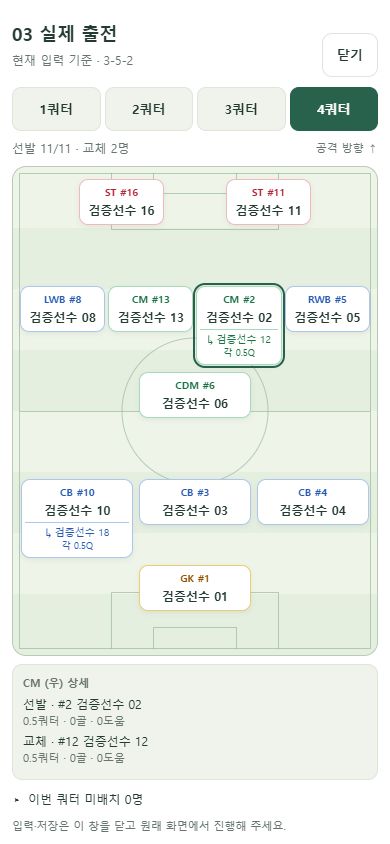 03 실제 출전
현재 입력 기준 · 3-5-2
닫기
1쿼터
2쿼터
3쿼터
4쿼터
선발 11/11 · 교체 2명
공격 방향 ↑
ST #16
검증선수 16
ST #11
검증선수 11
LWB #8
검증선수 08
CM #13
검증선수 13
CM #2
검증선수 02
↳ 검증선수 12
각 0.5Q
RWB #5
검증선수 05
CDM #6
검증선수 06
CB #10
검증선수 10
↳ 검증선수 18
각 0.5Q
CB #3
검증선수 03
CB #4
검증선수 04
GK #1
검증선수 01
CM (우) 상세
선발 · #2 검증선수 02
0.5쿼터 · 0골 · 0도움
교체 · #12 검증선수 12
0.5쿼터 · 0골 · 0도움
▸ 이번 쿼터 미배치 0명
입력·저장은 이 창을 닫고 원래 화면에서 진행해 주세요.